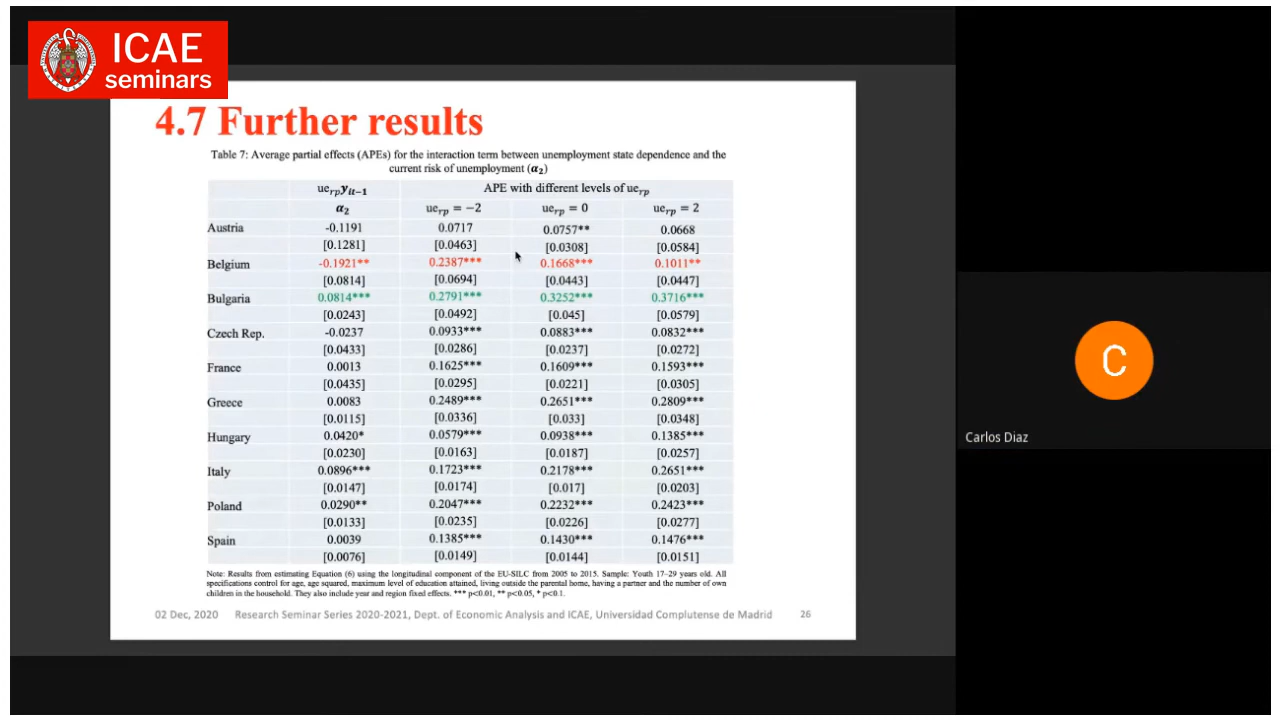 ICAE
seminars
4.7 Further results
Table 7: Average partial effects (APEs) for the interaction term between unemployment state dependence and the
current risk of unemployment (α₂)
ue_rp y_it−1 APE with different levels of ue_rp
α₂ ue_rp = −2 ue_rp = 0 ue_rp = 2
Austria -0.1191 0.0717 0.0757** 0.0668
[0.1281] [0.0463] [0.0308] [0.0584]
Belgium -0.1921** 0.2387*** 0.1668*** 0.1011**
[0.0814] [0.0694] [0.0443] [0.0447]
Bulgaria 0.0814*** 0.2791*** 0.3252*** 0.3716***
[0.0243] [0.0492] [0.045] [0.0579]
Czech Rep. -0.0237 0.0933*** 0.0883*** 0.0832***
[0.0433] [0.0286] [0.0237] [0.0272]
France 0.0013 0.1625*** 0.1609*** 0.1593***
[0.0435] [0.0295] [0.0221] [0.0305]
Greece 0.0083 0.2489*** 0.2651*** 0.2809***
[0.0115] [0.0336] [0.033] [0.0348]
Hungary 0.0420* 0.0579*** 0.0938*** 0.1385***
[0.0230] [0.0163] [0.0187] [0.0257]
Italy 0.0896*** 0.1723*** 0.2178*** 0.2651***
[0.0147] [0.0174] [0.017] [0.0203]
Poland 0.0290** 0.2047*** 0.2232*** 0.2423***
[0.0133] [0.0235] [0.0226] [0.0277]
Spain 0.0039 0.1385*** 0.1430*** 0.1476***
[0.0076] [0.0149] [0.0144] [0.0151]
Note: Results from estimating Equation (6) using the longitudinal component of the EU-SILC from 2005 to 2015. Sample: Youth 17-29 years old. All
specifications control for age, age squared, maximum level of education attained, living outside the parental home, having a partner and the number of own
children in the household. They also include year and region fixed effects. *** p<0.01, ** p<0.05, * p<0.1.
02 Dec, 2020 Research Seminar Series 2020-2021, Dept. of Economic Analysis and ICAE, Universidad Complutense de Madrid 26
C
Carlos Diaz